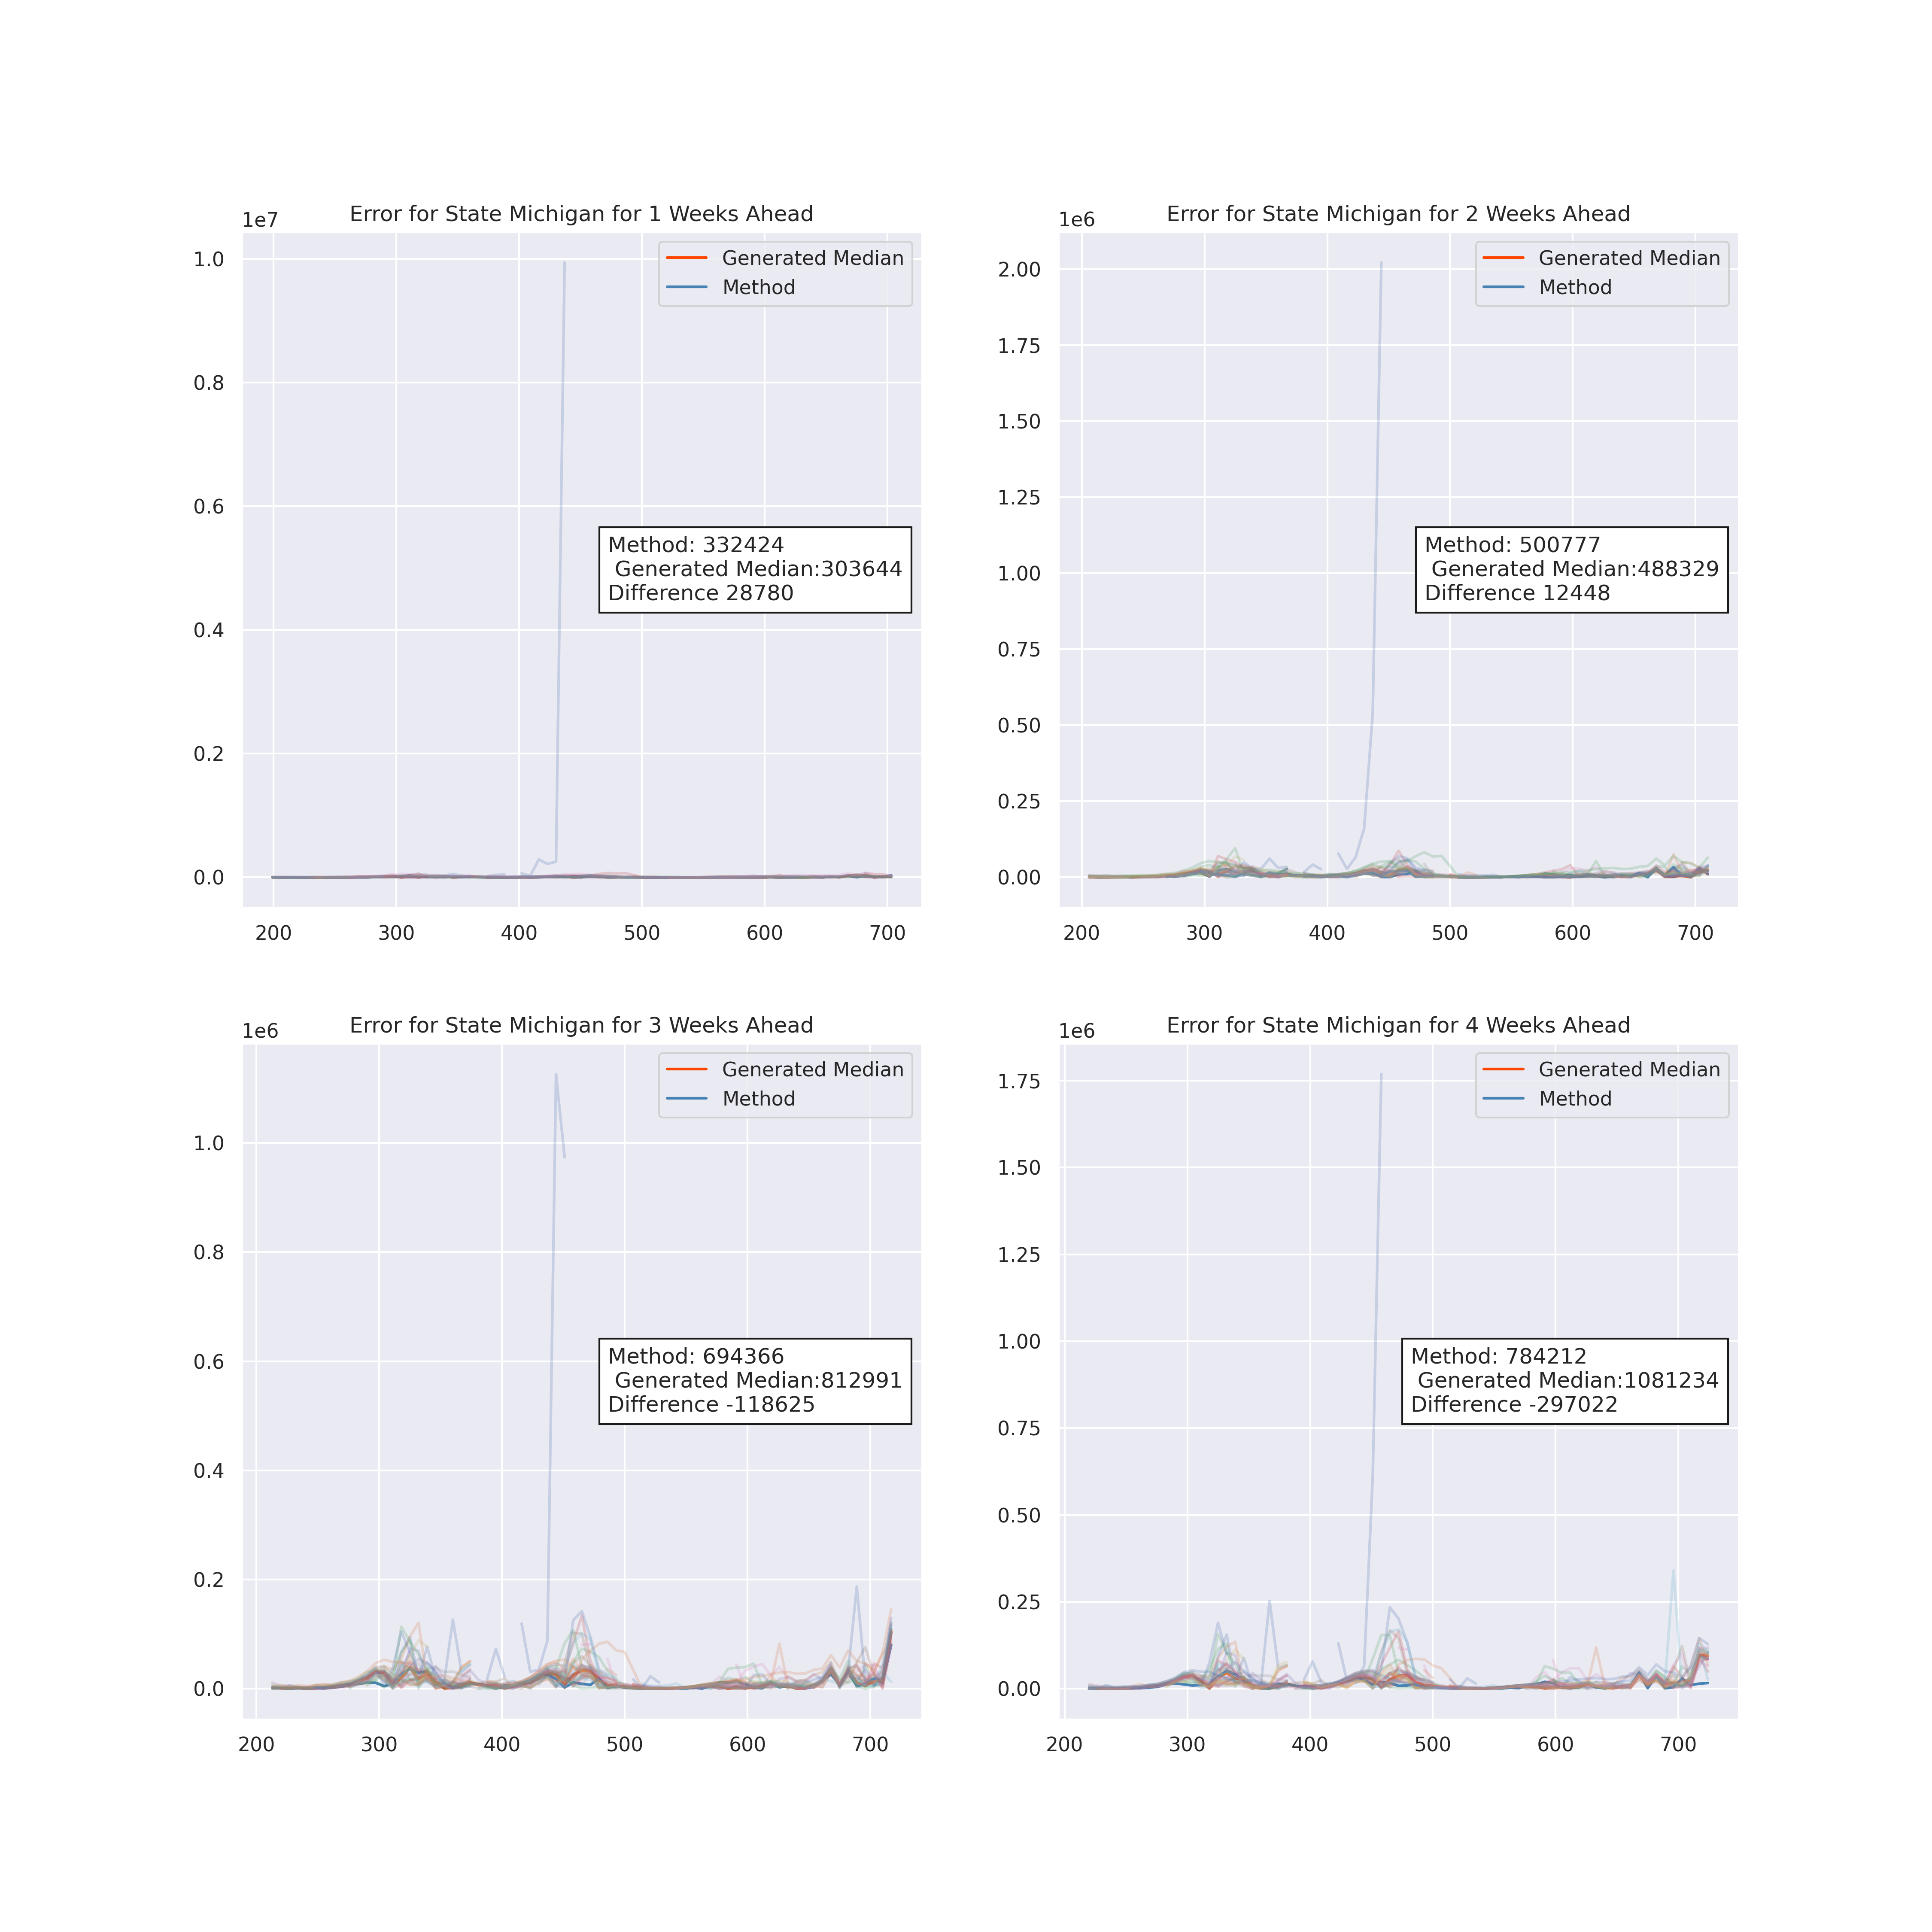 Error for State Michigan for 1 Weeks Ahead
1e7
1.0
0.8
0.6
0.4
0.2
0.0
200 300 400 500 600 700
Generated Median
Method
Method: 332424
Generated Median:303644
Difference 28780
Error for State Michigan for 2 Weeks Ahead
1e6
2.00
1.75
1.50
1.25
1.00
0.75
0.50
0.25
0.00
200 300 400 500 600 700
Generated Median
Method
Method: 500777
Generated Median:488329
Difference 12448
Error for State Michigan for 3 Weeks Ahead
1e6
1.0
0.8
0.6
0.4
0.2
0.0
200 300 400 500 600 700
Generated Median
Method
Method: 694366
Generated Median:812991
Difference -118625
Error for State Michigan for 4 Weeks Ahead
1e6
1.75
1.50
1.25
1.00
0.75
0.50
0.25
0.00
200 300 400 500 600 700
Generated Median
Method
Method: 784212
Generated Median:1081234
Difference -297022